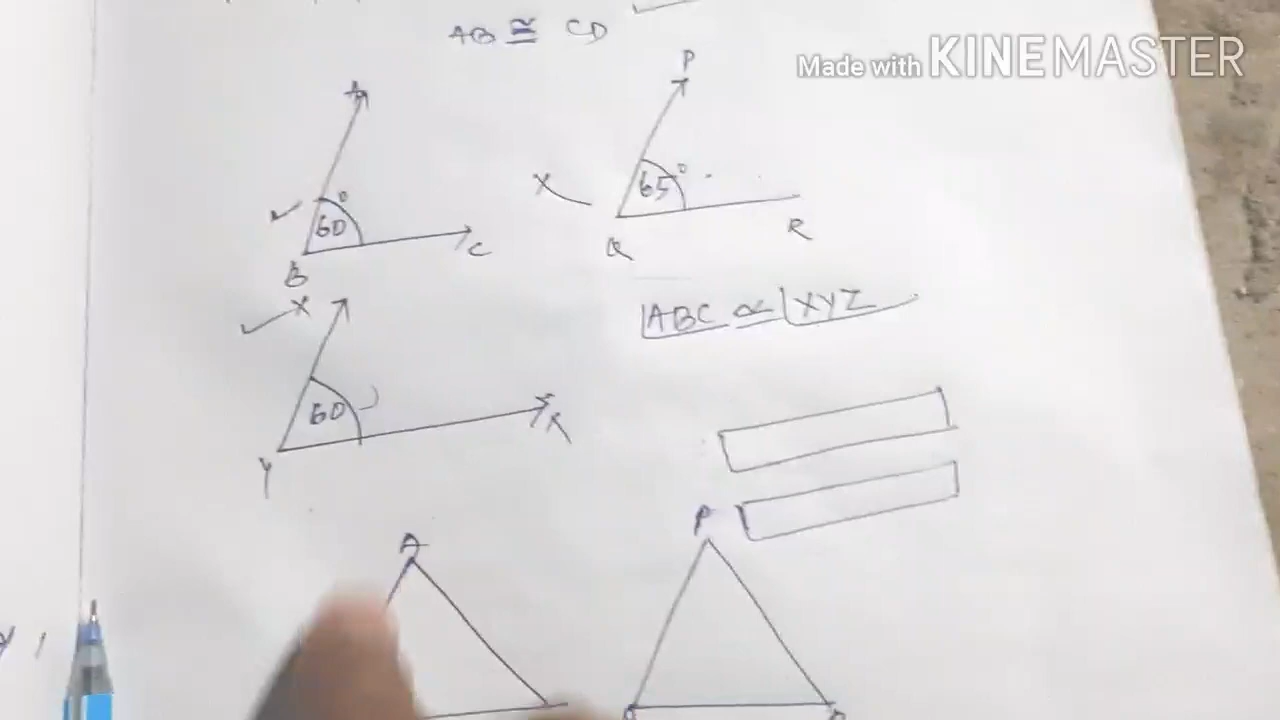 AB ≅ CD
Made with KINEMASTER
A
P
60°
65°
X
B
C
Q
R
X
∠ABC ≅ ∠XYZ
60
Y
A
P